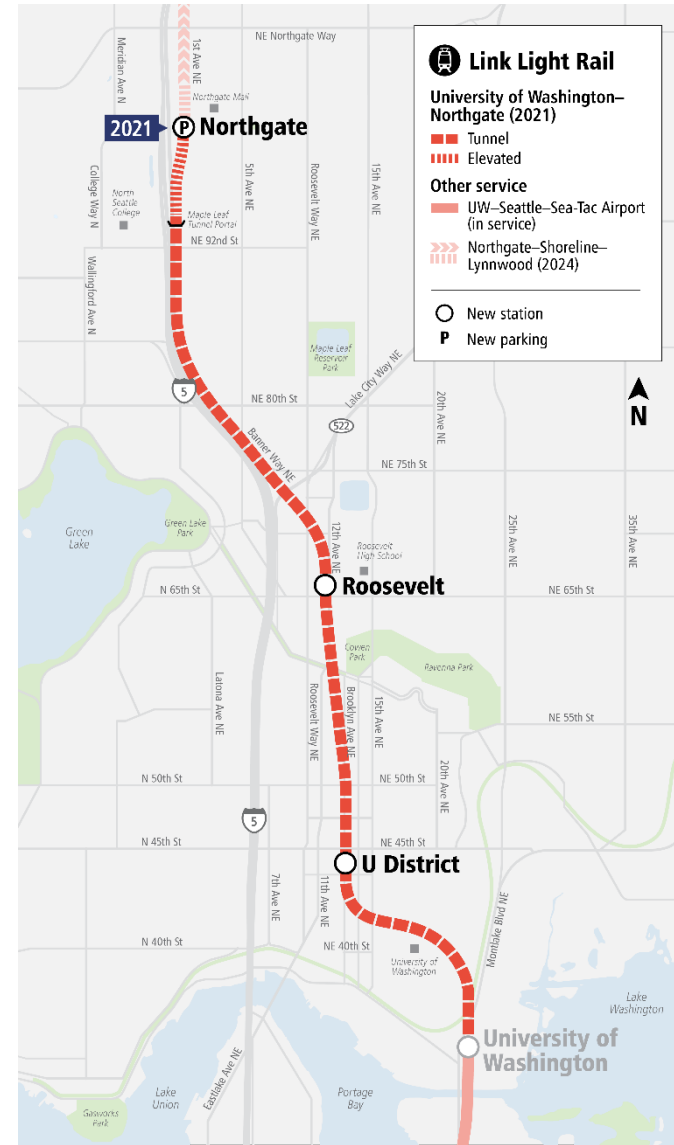 Link Light Rail
University of Washington–
Northgate (2021)
Tunnel
Elevated
Other service
UW–Seattle–Sea-Tac Airport
(in service)
Northgate–Shoreline–
Lynnwood (2024)
New station
P New parking
N
NE Northgate Way
Meridian Ave N
1st Ave NE
Northgate Mall
2021
P Northgate
College Way N
North
Seattle
College
5th Ave NE
Roosevelt Way NE
15th Ave NE
Maple Leaf
Tunnel Portal
NE 92nd St
Wallingford Ave N
Maple Leaf
Reservoir
Park
Lake City Way NE
5
NE 80th St
522
20th Ave NE
Banner Way NE
NE 75th St
Green
Lake
Green Lake
Park
12th Ave NE
Roosevelt
High School
25th Ave NE
35th Ave NE
N 65th St
Roosevelt
NE 65th St
Cowen
Park
Ravenna Park
Latona Ave NE
Roosevelt Way NE
Brooklyn Ave NE
15th Ave NE
NE 55th St
20th Ave NE
N 50th St
NE 50th St
5
N 45th St
NE 45th St
U District
7th Ave NE
11th Ave NE
Montlake Blvd NE
N 40th St
NE 40th St
University of
Washington
Lake
Washington
University of
Washington
Eastlake Ave NE
Lake
Union
Portage
Bay
Gasworks
Park